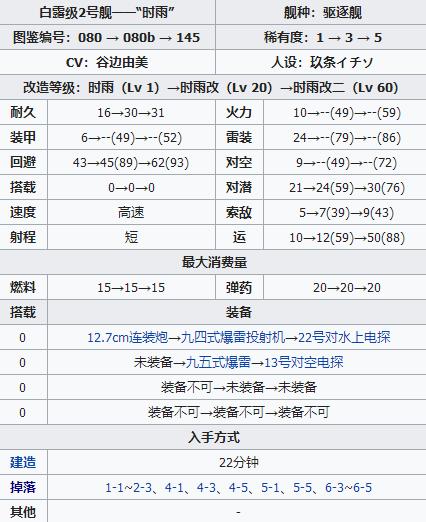 白露级2号舰——“时雨” 舰种：驱逐舰
图鉴编号：080 → 080b → 145 稀有度：1 → 3 → 5
CV：谷边由美 人设：玖条イチソ
改造等级：时雨（Lv 1）→时雨改（Lv 20）→时雨改二（Lv 60）
耐久 16→30→31 火力 10→--(49)→--(59)
装甲 6→--(49)→--(52) 雷装 24→--(79)→--(86)
回避 43→45(89)→62(93) 对空 9→--(49)→--(72)
搭载 0→0→0 对潜 21→24(59)→30(76)
速度 高速 索敌 5→7(39)→9(43)
射程 短 运 10→12(59)→50(88)
最大消费量
燃料 15→15→15 弹药 20→20→20
搭载 装备
0 12.7cm连装炮→九四式爆雷投射机→22号对水上电探
0 未装备→九五式爆雷→13号对空电探
0 装备不可→未装备→未装备
0 装备不可→装备不可→装备不可
入手方式
建造 22分钟
掉落 1-1~2-3、4-1、4-3、4-5、5-1、5-5、6-3~6-5
其他 -